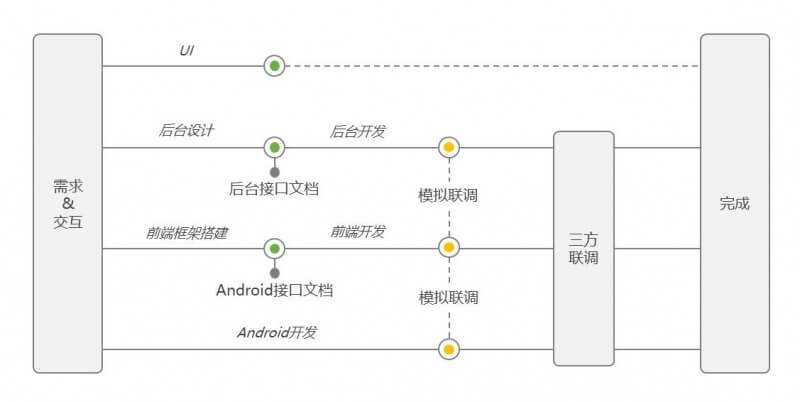 UI
后台设计
后台开发
后台接口文档
模拟联调
需求
&
交互
完成
前端框架搭建
前端开发
三方
联调
Android接口文档
模拟联调
Android开发